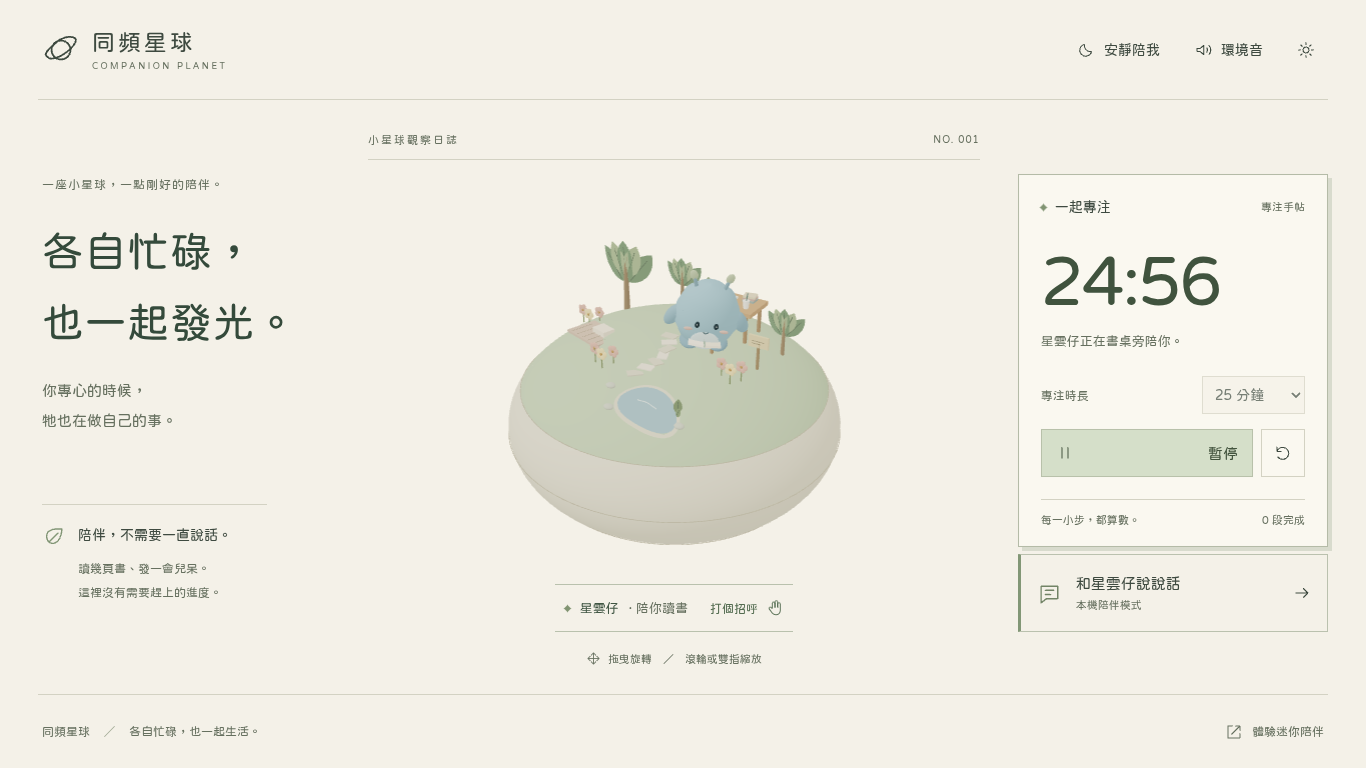 同頻星球
COMPANION PLANET
安靜陪我
環境音
小星球觀察日誌
NO. 001
一座小星球，一點剛好的陪伴。
各自忙碌，
也一起發光。
你專心的時候，
牠也在做自己的事。
陪伴，不需要一直說話。
讀幾頁書、發一會兒呆。
這裡沒有需要趕上的進度。
星雲仔 · 陪你讀書
打個招呼
拖曳旋轉 ／ 滾輪或雙指縮放
一起專注
專注手帖
24:56
星雲仔正在書桌旁陪你。
專注時長
25 分鐘
暫停
每一小步，都算數。
0 段完成
和星雲仔說說話
本機陪伴模式
同頻星球 ／ 各自忙碌，也一起生活。
體驗迷你陪伴